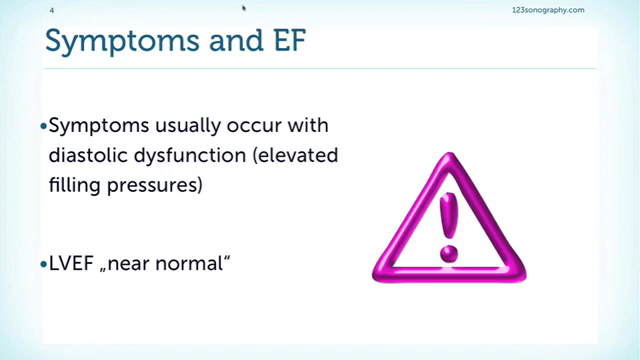 4
123sonography.com
Symptoms and EF
•Symptoms usually occur with
diastolic dysfunction (elevated
filling pressures)
•LVEF „near normal“
!